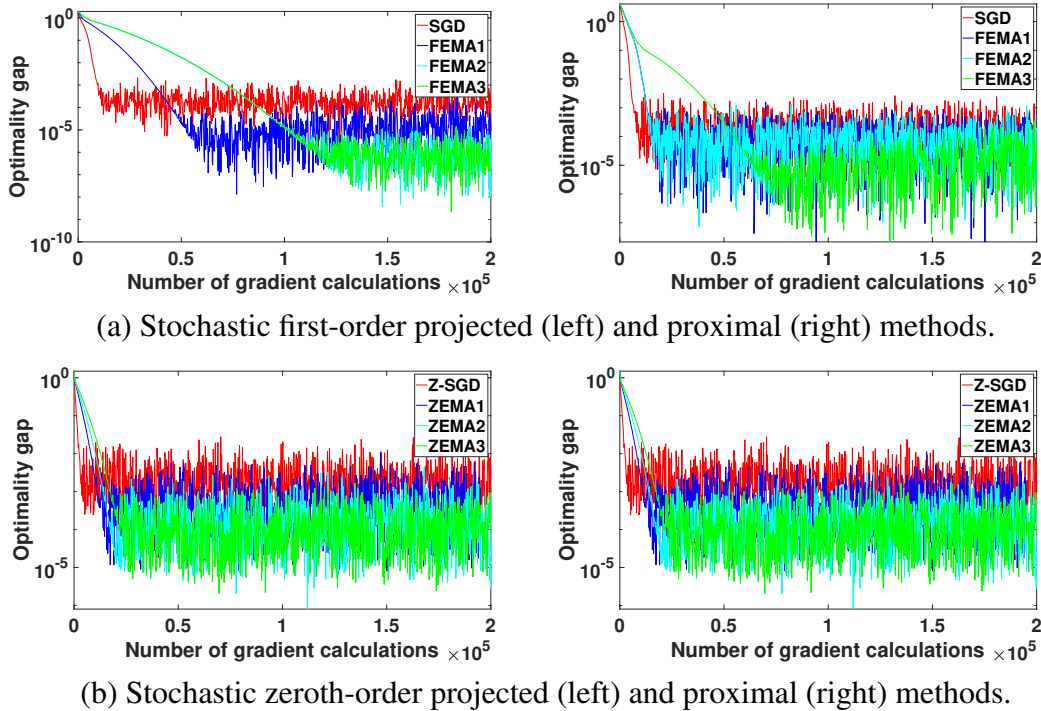 10^0
10^-5
10^-10
Optimality gap
SGD
FEMA1
FEMA2
FEMA3
0 0.5 1 1.5 2
Number of gradient calculations ×10^5
10^0
10^-5
Optimality gap
SGD
FEMA1
FEMA2
FEMA3
0 0.5 1 1.5 2
Number of gradient calculations ×10^5
(a) Stochastic first-order projected (left) and proximal (right) methods.
10^0
10^-5
Optimality gap
Z-SGD
ZEMA1
ZEMA2
ZEMA3
0 0.5 1 1.5 2
Number of gradient calculations ×10^5
10^0
10^-5
Optimality gap
Z-SGD
ZEMA1
ZEMA2
ZEMA3
0 0.5 1 1.5 2
Number of gradient calculations ×10^5
(b) Stochastic zeroth-order projected (left) and proximal (right) methods.